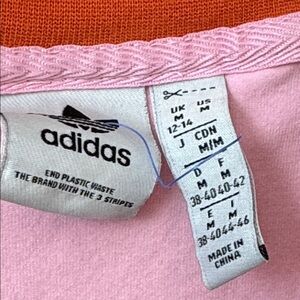 adidas
END PLASTIC WASTE
THE BRAND WITH THE 3 STRIPES
UK US
M M
12-14
J CDN
M/M
D F
M M
38-40 40-42
E I
M M
38-40 44-46
MADE IN
CHINA